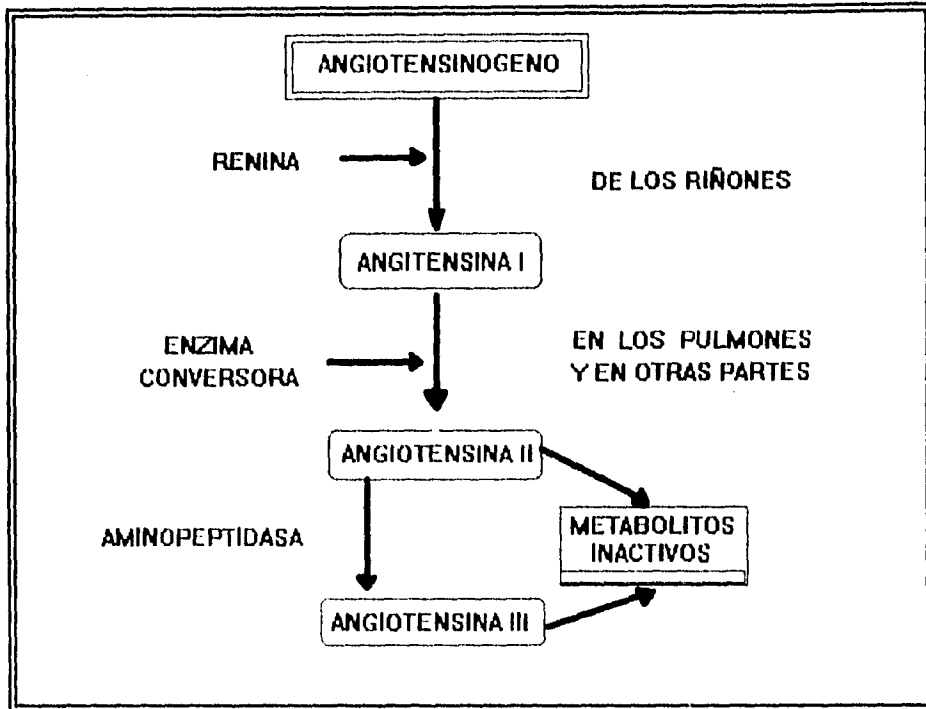 ANGIOTENSINOGENO
RENINA
DE LOS RIÑONES
ANGITENSINA I
ENZIMA
CONVERSORA
EN LOS PULMONES
Y EN OTRAS PARTES
ANGIOTENSINA II
AMINOPEPTIDASA
METABOLITOS
INACTIVOS
ANGIOTENSINA III